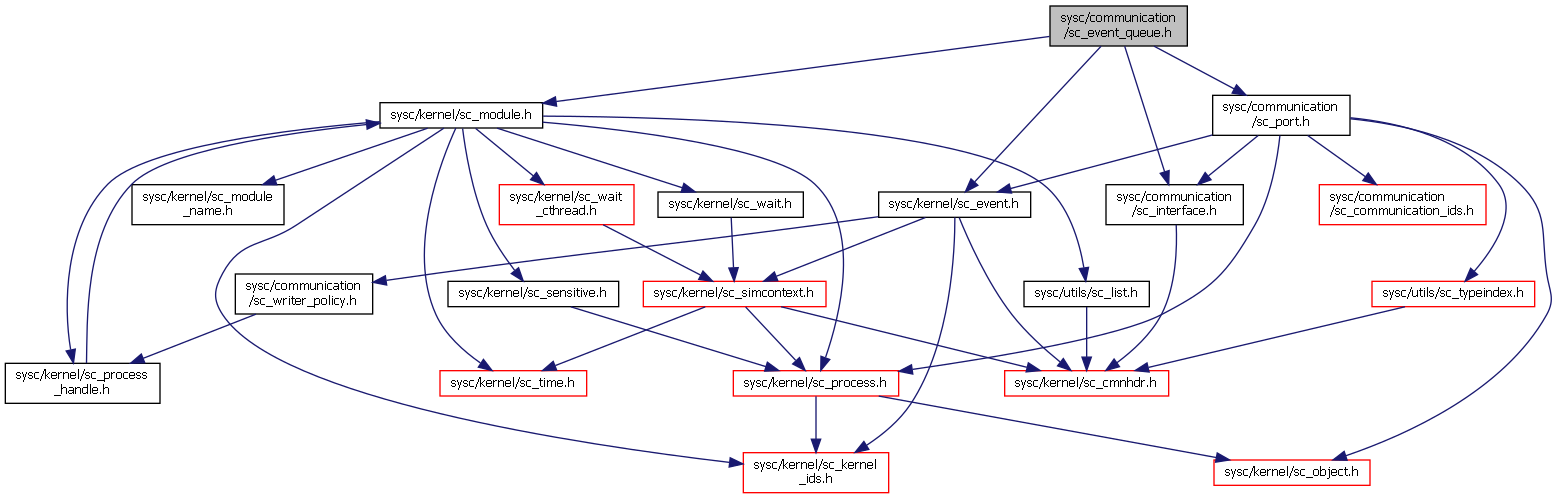 sysc/communication
/sc_event_queue.h
sysc/kernel/sc_module.h
sysc/communication
/sc_port.h
sysc/kernel/sc_module
_name.h
sysc/kernel/sc_wait
_cthread.h
sysc/kernel/sc_wait.h
sysc/kernel/sc_event.h
sysc/communication
/sc_interface.h
sysc/communication
/sc_communication_ids.h
sysc/communication
/sc_writer_policy.h
sysc/kernel/sc_sensitive.h
sysc/kernel/sc_simcontext.h
sysc/utils/sc_list.h
sysc/utils/sc_typeindex.h
sysc/kernel/sc_process
_handle.h
sysc/kernel/sc_time.h
sysc/kernel/sc_process.h
sysc/kernel/sc_cmnhdr.h
sysc/kernel/sc_kernel
_ids.h
sysc/kernel/sc_object.h